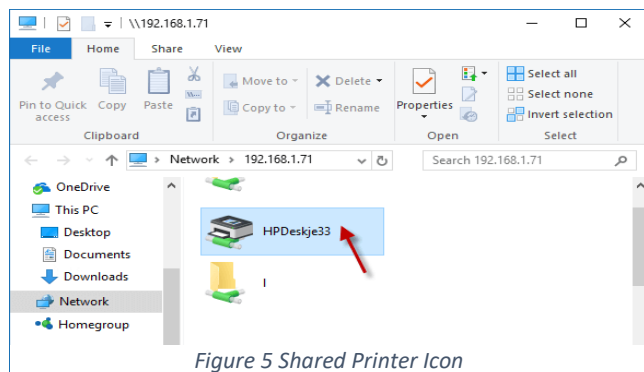 \\192.168.1.71
File Home Share View
Pin to Quick access
Copy
Paste
Move to
Copy to
Delete
Rename
Properties
Select all
Select none
Invert selection
Clipboard Organize Open Select
Network > 192.168.1.71
Search 192.168.1.71
OneDrive
This PC
Desktop
Documents
Downloads
Network
Homegroup
HPDeskje33
I
Figure 5 Shared Printer Icon